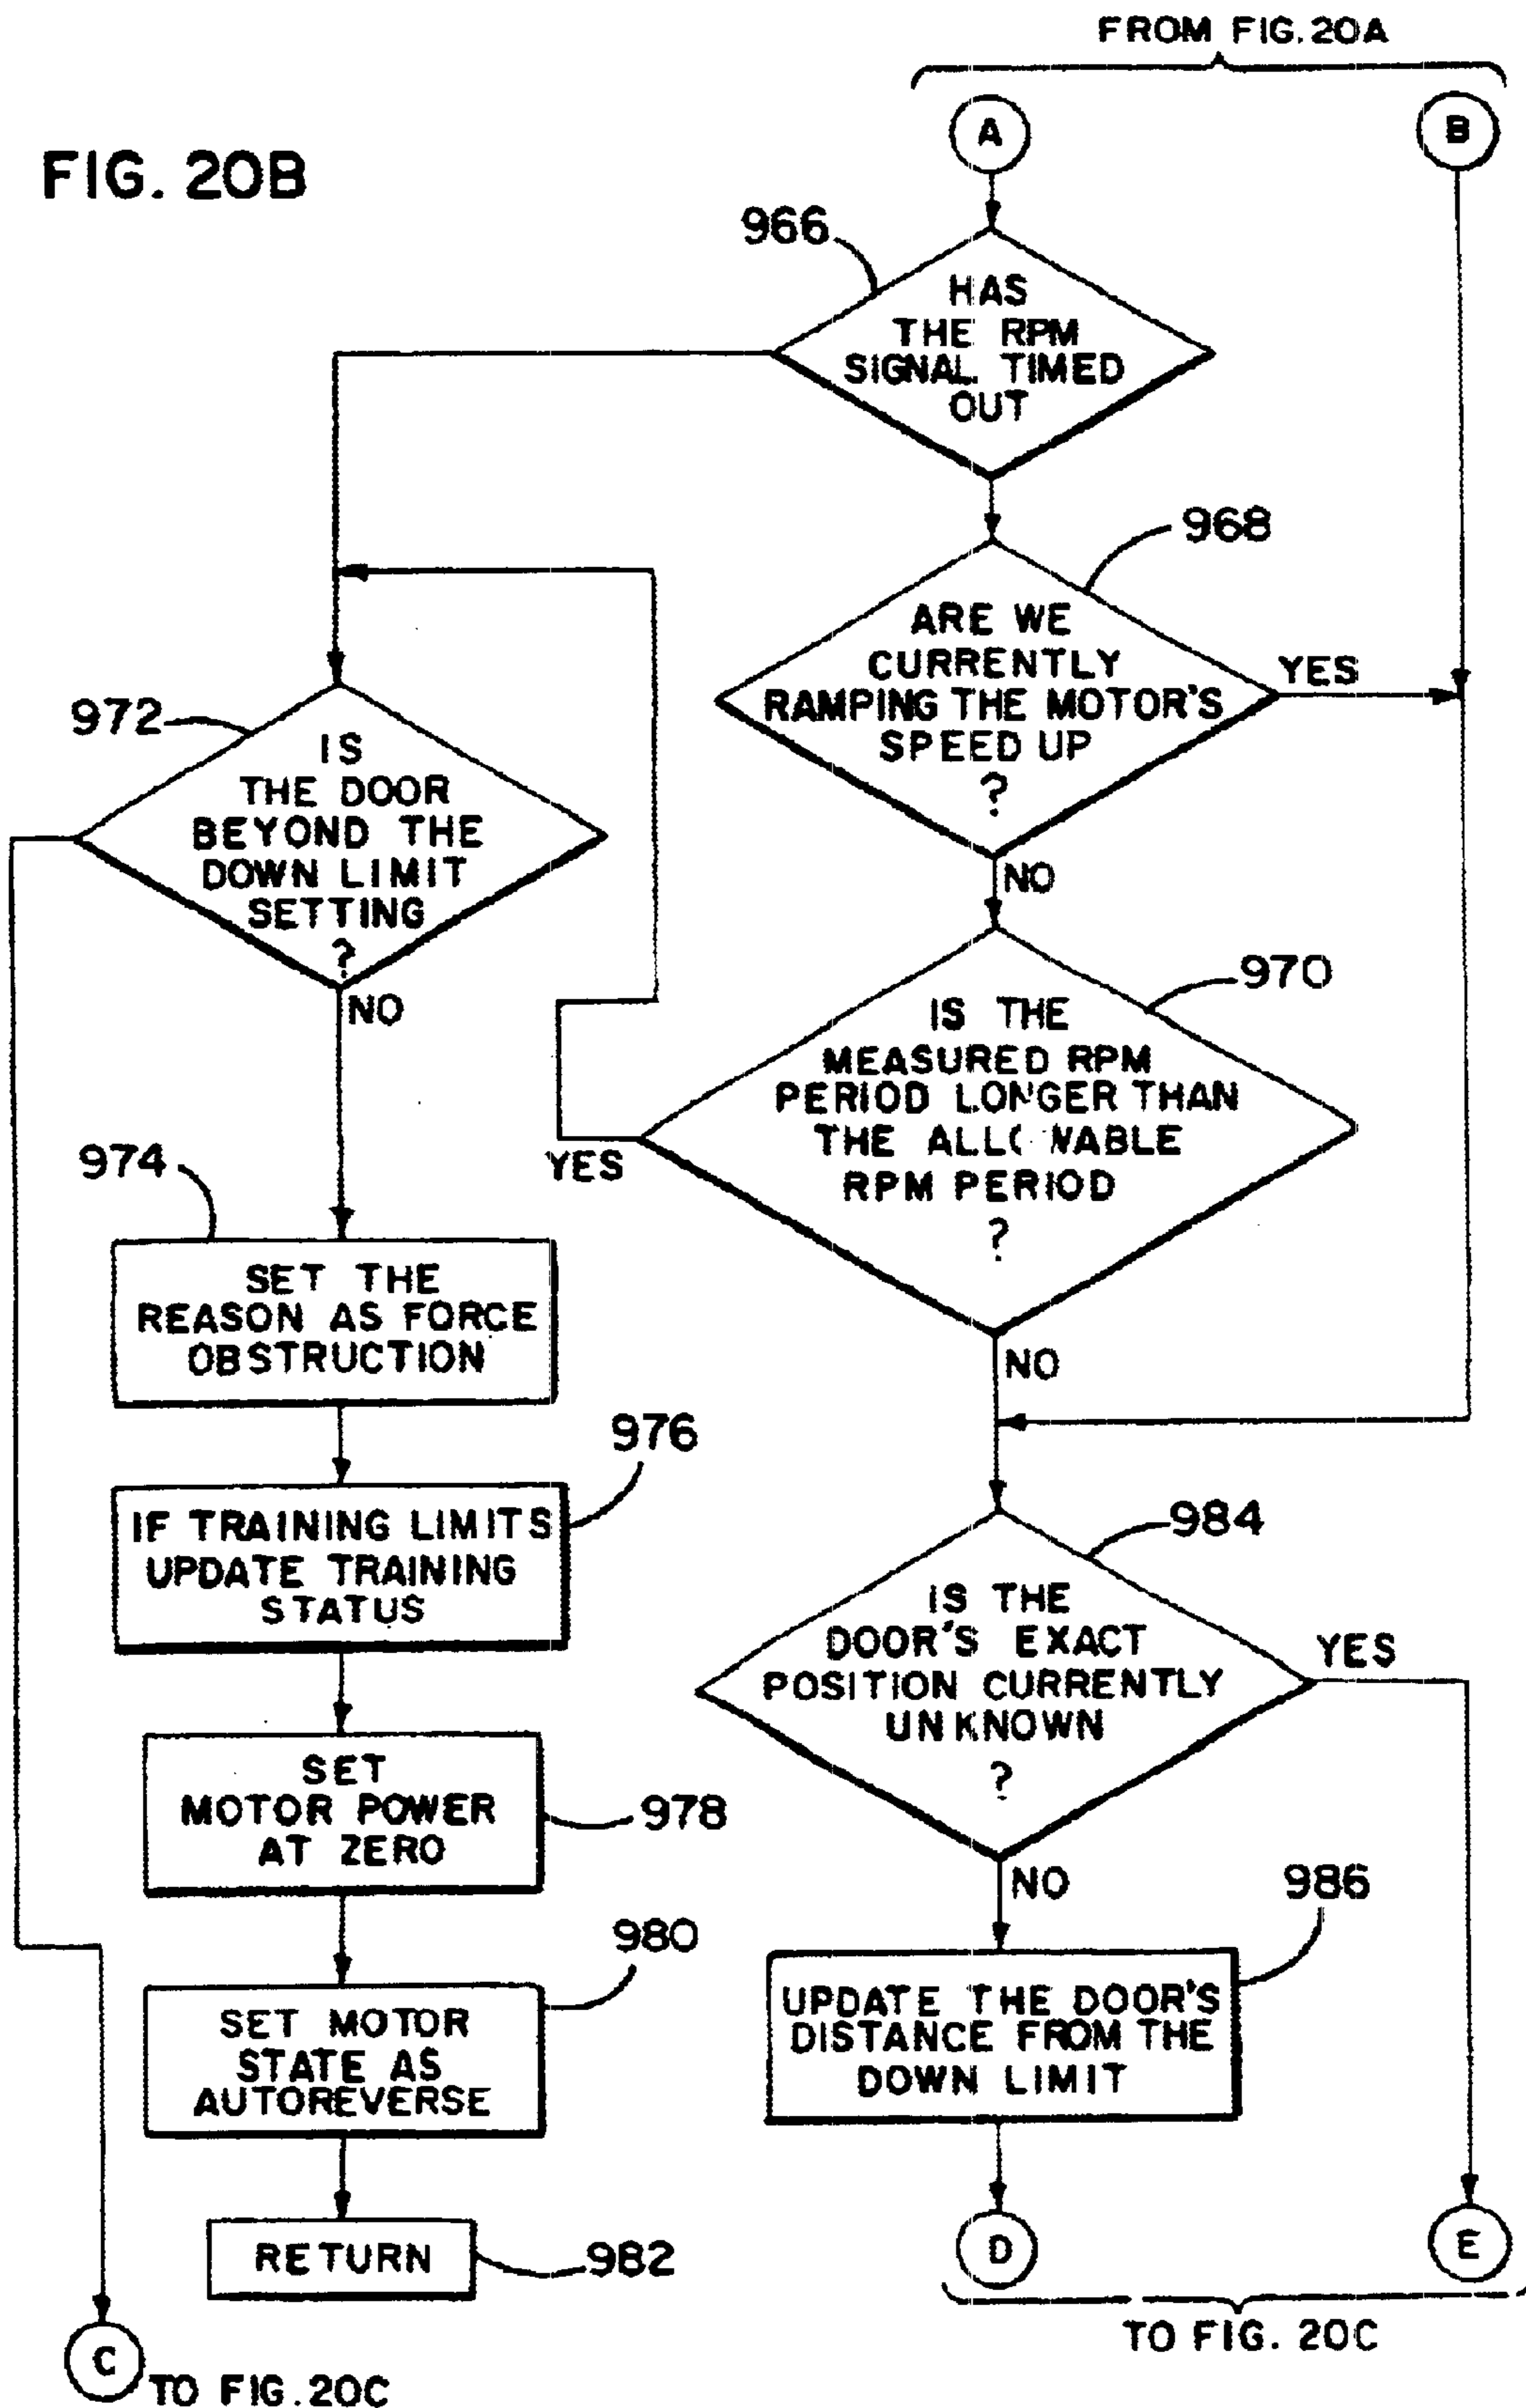 FROM FIG. 20A
A
B
FIG. 20B
966
HAS
THE RPM
SIGNAL TIMED
OUT
968
ARE WE
CURRENTLY
RAMPING THE MOTOR'S
SPEED UP
?
YES
NO
972
IS
THE DOOR
BEYOND THE
DOWN LIMIT
SETTING
?
NO
970
IS THE
MEASURED RPM
PERIOD LONGER THAN
THE ALLOWABLE
RPM PERIOD
?
YES
NO
974
SET THE
REASON AS FORCE
OBSTRUCTION
976
IF TRAINING LIMITS
UPDATE TRAINING
STATUS
984
IS THE
DOOR'S EXACT
POSITION CURRENTLY
UNKNOWN
?
YES
NO
SET
MOTOR POWER
AT ZERO
978
986
UPDATE THE DOOR'S
DISTANCE FROM THE
DOWN LIMIT
980
SET MOTOR
STATE AS
AUTOREVERSE
RETURN
982
D
E
TO FIG. 20C
C
TO FIG. 20C